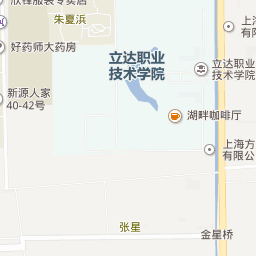 朱夏浜
好药师大药房
立达职业
技术学院
上海
有限
立达职业
技术学
新源人家
40-42号
湖畔咖啡厅
上海方
有限公
张星
金星桥